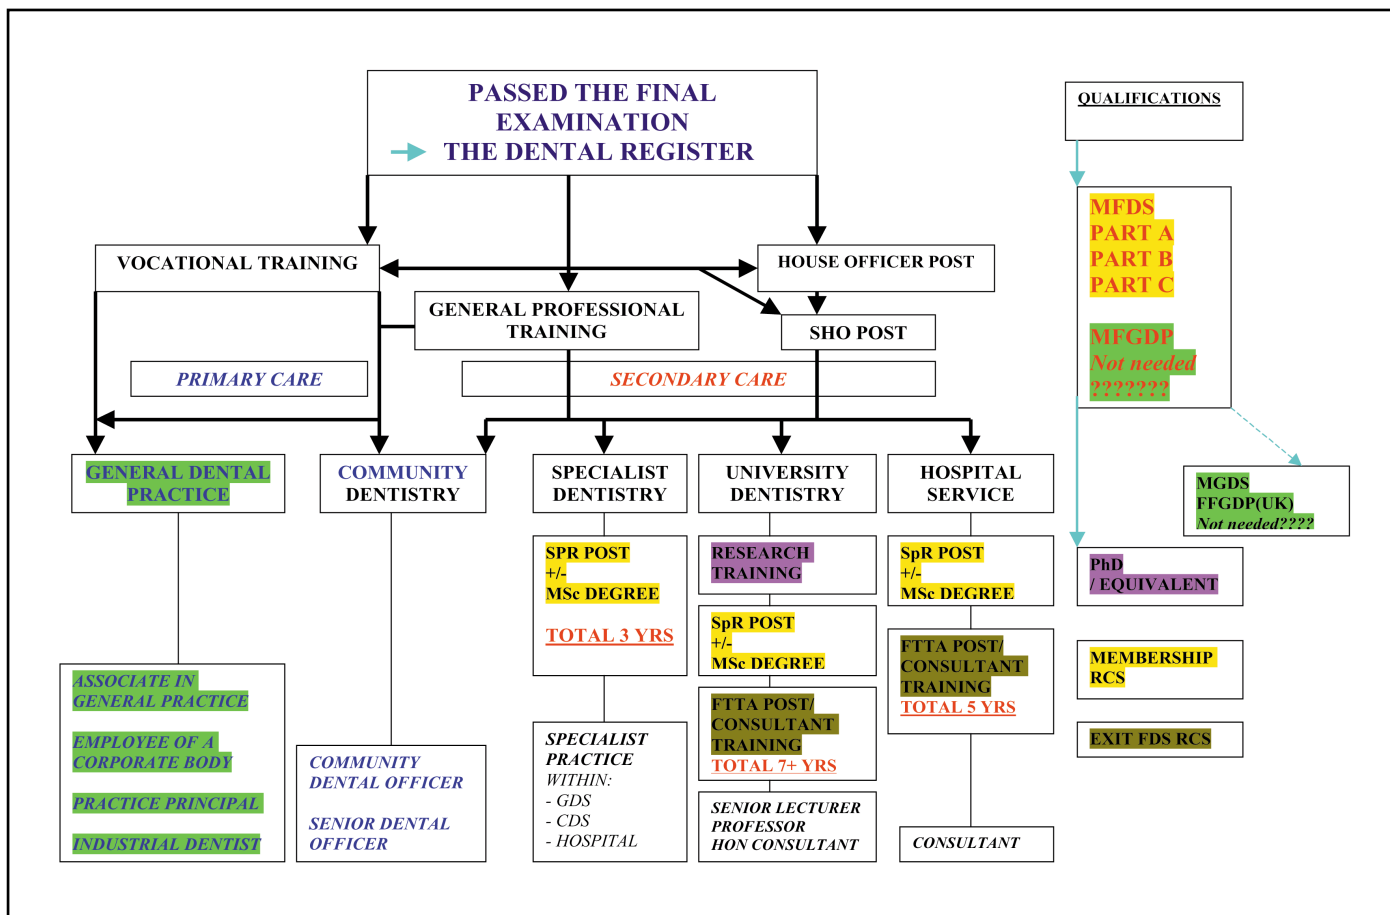 PASSED THE FINAL
EXAMINATION
THE DENTAL REGISTER
QUALIFICATIONS
VOCATIONAL TRAINING
HOUSE OFFICER POST
GENERAL PROFESSIONAL
TRAINING
SHO POST
PRIMARY CARE
SECONDARY CARE
MFDS
PART A
PART B
PART C
MFGDP
Not needed
???????
GENERAL DENTAL
PRACTICE
COMMUNITY
DENTISTRY
SPECIALIST
DENTISTRY
UNIVERSITY
DENTISTRY
HOSPITAL
SERVICE
MGDS
FFGDP(UK)
Not needed????
SPR POST
+/-
MSc DEGREE
TOTAL 3 YRS
RESEARCH
TRAINING
SpR POST
+/-
MSc DEGREE
FTTA POST/
CONSULTANT
TRAINING
TOTAL 7+ YRS
SpR POST
+/-
MSc DEGREE
FTTA POST/
CONSULTANT
TRAINING
TOTAL 5 YRS
PhD
/ EQUIVALENT
MEMBERSHIP
RCS
EXIT FDS RCS
ASSOCIATE IN
GENERAL PRACTICE
EMPLOYEE OF A
CORPORATE BODY
PRACTICE PRINCIPAL
INDUSTRIAL DENTIST
COMMUNITY
DENTAL OFFICER
SENIOR DENTAL
OFFICER
SPECIALIST
PRACTICE
WITHIN:
- GDS
- CDS
- HOSPITAL
SENIOR LECTURER
PROFESSOR
HON CONSULTANT
CONSULTANT